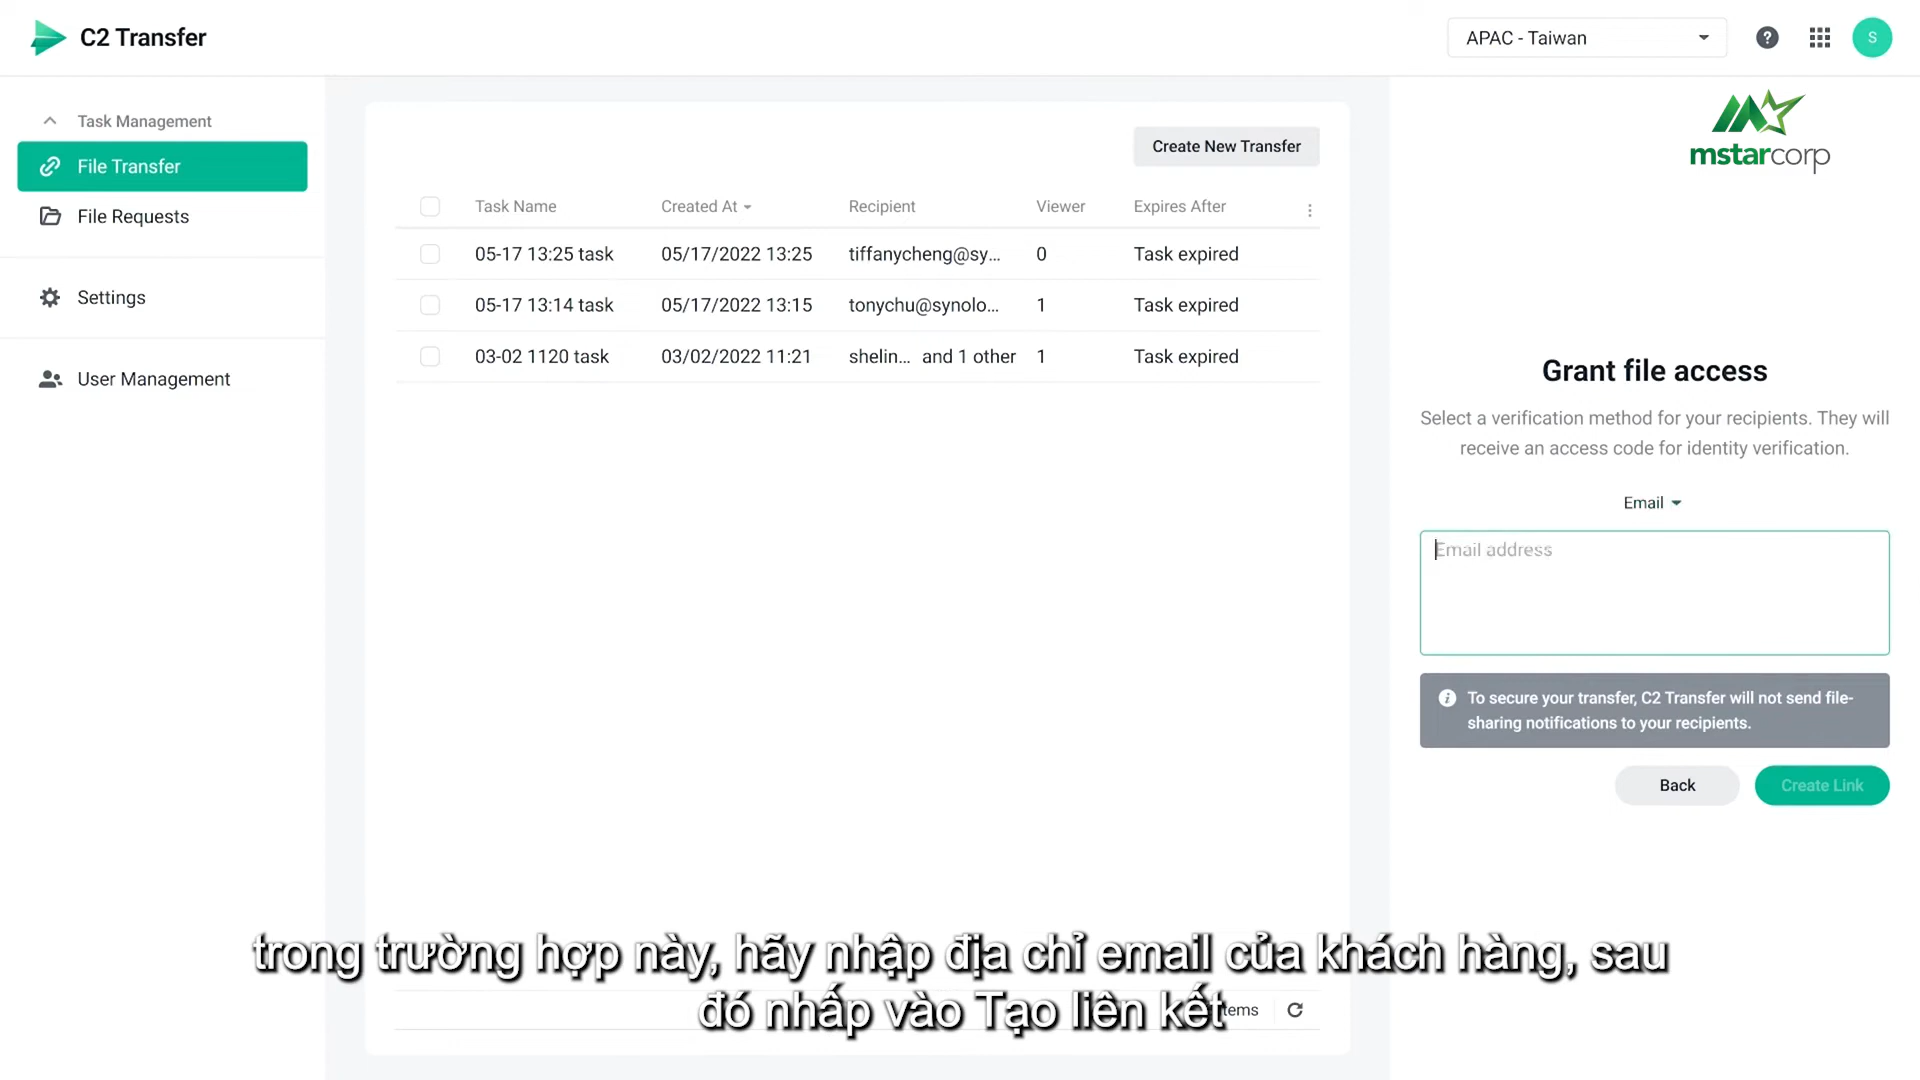 C2 Transfer
APAC - Taiwan
S
mstarcorp
Task Management
File Transfer
File Requests
Settings
User Management
Create New Transfer
Task Name Created At Recipient Viewer Expires After
05-17 13:25 task 05/17/2022 13:25 tiffanycheng@sy... 0 Task expired
05-17 13:14 task 05/17/2022 13:15 tonychu@synolo... 1 Task expired
03-02 1120 task 03/02/2022 11:21 shelin... and 1 other 1 Task expired
Grant file access
Select a verification method for your recipients. They will
receive an access code for identity verification.
Email
Email address
To secure your transfer, C2 Transfer will not send file-
sharing notifications to your recipients.
Back Create Link
trong trường hợp này, hãy nhập địa chỉ email của khách hàng, sau
đó nhấp vào Tạo liên kết